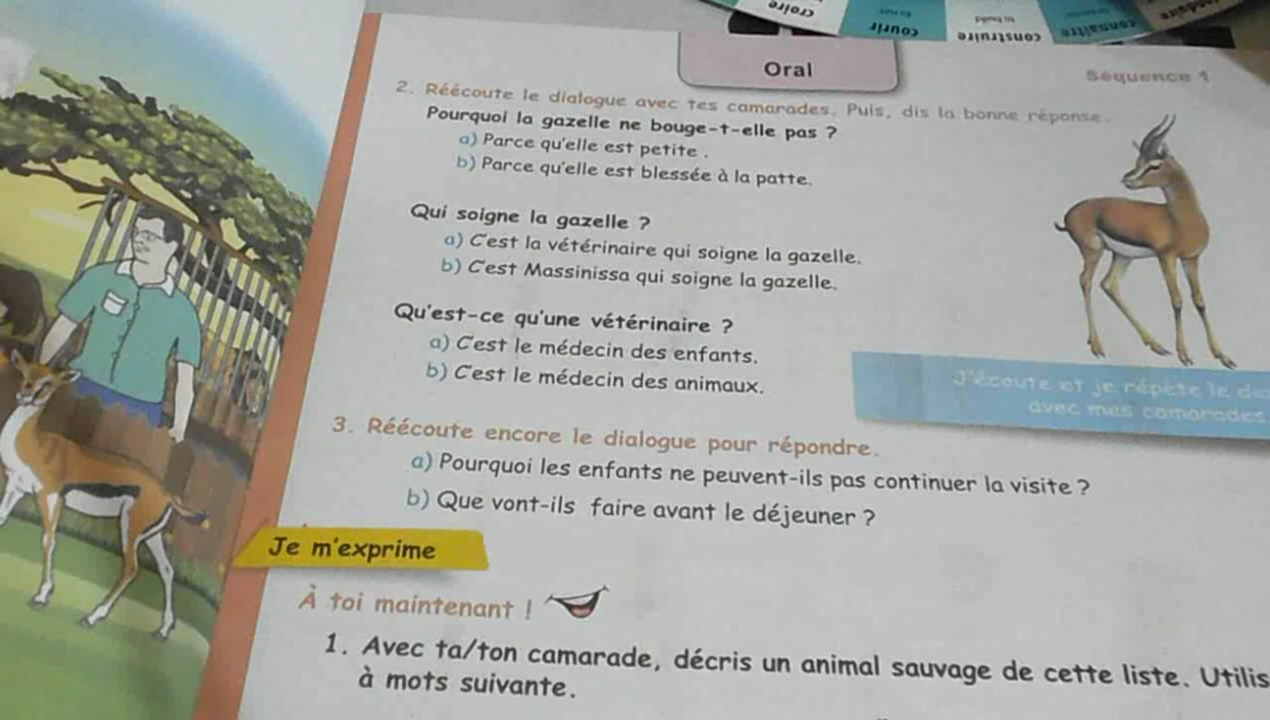 croire
courir
construire
connaître
Oral
Séquence 1
2. Réécoute le dialogue avec tes camarades. Puis, dis la bonne réponse.
Pourquoi la gazelle ne bouge-t-elle pas ?
a) Parce qu'elle est petite .
b) Parce qu'elle est blessée à la patte.
Qui soigne la gazelle ?
a) C'est la vétérinaire qui soigne la gazelle.
b) C'est Massinissa qui soigne la gazelle.
Qu'est-ce qu'une vétérinaire ?
a) C'est le médecin des enfants.
b) C'est le médecin des animaux.
J'écoute et je répète le
avec mes camarades
3. Réécoute encore le dialogue pour répondre.
a) Pourquoi les enfants ne peuvent-ils pas continuer la visite ?
b) Que vont-ils faire avant le déjeuner ?
Je m'exprime
À toi maintenant !
1. Avec ta/ton camarade, décris un animal sauvage de cette liste. Utilis
à mots suivante.